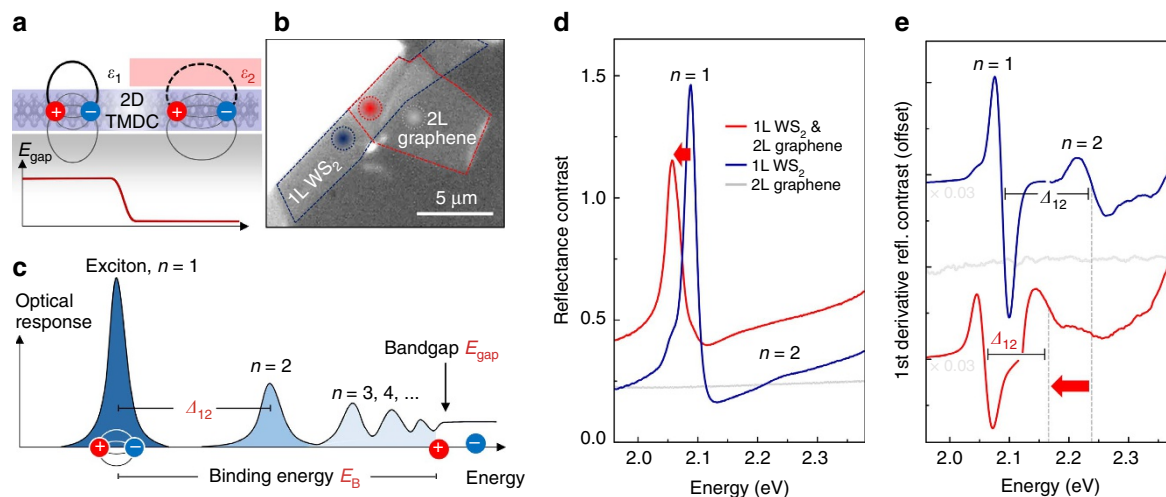 a
ε₁
ε₂
+
−
+
−
2D
TMDC
E_gap
b
2L
graphene
1L WS₂
5 μm
c
Exciton, n = 1
Optical
response
n = 2
n = 3, 4, ...
Bandgap E_gap
Δ₁₂
+
−
+
−
Energy
Binding energy E_B
d
Reflectance contrast
1.5
1.0
0.5
0.0
n = 1
1L WS₂ &
2L graphene
1L WS₂
2L graphene
n = 2
2.0 2.1 2.2 2.3
Energy (eV)
e
1st derivative refl. contrast (offset)
n = 1
n = 2
× 0.03
Δ₁₂
Δ₁₂
× 0.03
2.0 2.1 2.2 2.3
Energy (eV)